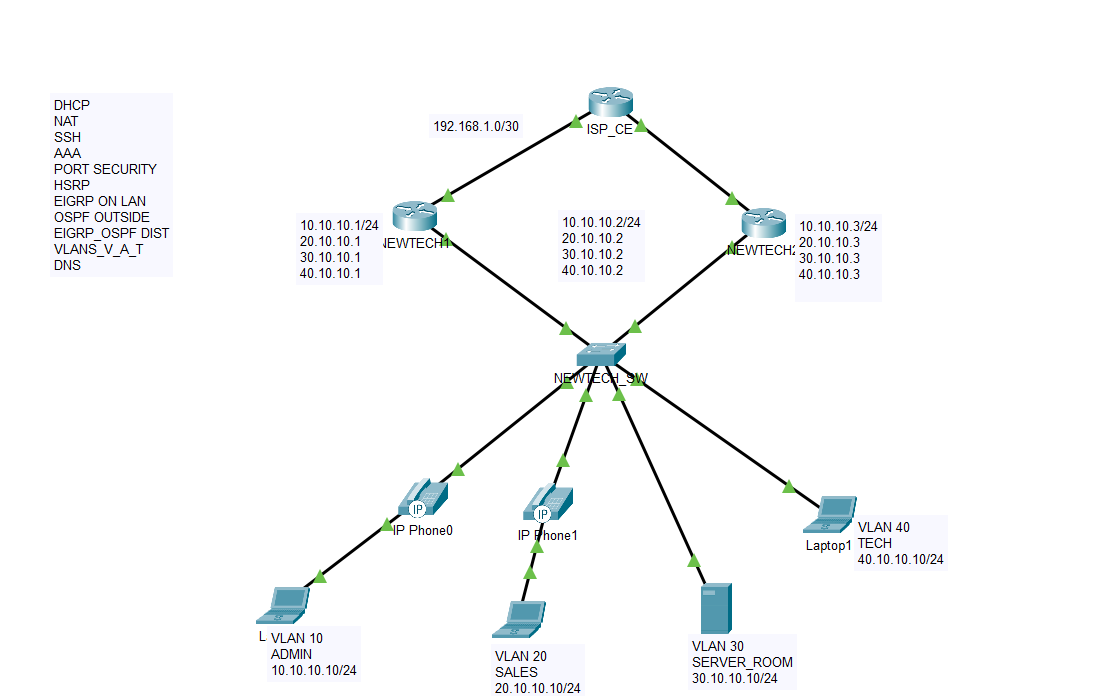 DHCP
NAT
SSH
AAA
PORT SECURITY
HSRP
EIGRP ON LAN
OSPF OUTSIDE
EIGRP_OSPF DIST
VLANS_V_A_T
DNS
192.168.1.0/30
ISP_CE
10.10.10.1/24
20.10.10.1
30.10.10.1
40.10.10.1
NEWTECH1
10.10.10.2/24
20.10.10.2
30.10.10.2
40.10.10.2
NEWTECH2
10.10.10.3/24
20.10.10.3
30.10.10.3
40.10.10.3
NEWTECH_SW
IP
IP Phone0
IP
IP Phone1
Laptop1
VLAN 40
TECH
40.10.10.10/24
L
VLAN 10
ADMIN
10.10.10.10/24
VLAN 20
SALES
20.10.10.10/24
VLAN 30
SERVER_ROOM
30.10.10.10/24